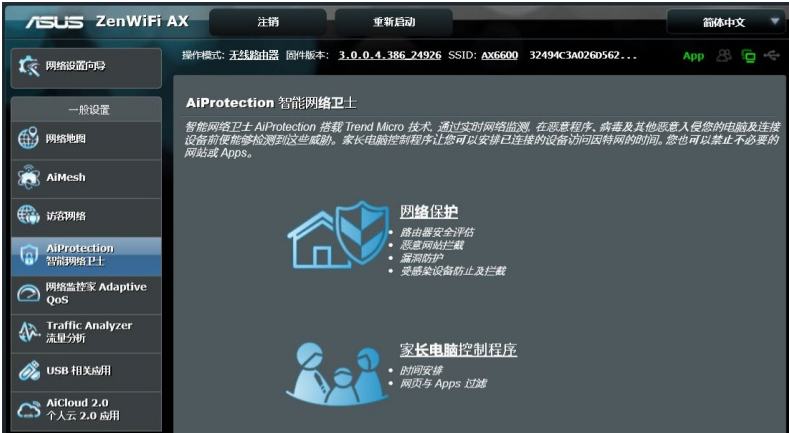 ASUS ZenWiFi AX 注销 重新启动 简体中文
网络设置向导
操作模式: 无线路由器 固件版本: 3.0.0.4.386_24926 SSID: AX6600 32494C3A026D562... App
一般设置
网络地图
AiMesh
访客网络
AiProtection
智能网络卫士
网络监控家 Adaptive
QoS
Traffic Analyzer
流量分析
USB 相关应用
AiCloud 2.0
个人云 2.0 应用
AiProtection 智能网络卫士
智能网络卫士 AiProtection 搭载 Trend Micro 技术, 通过实时网络监测, 在恶意程序、病毒及其他恶意入侵您的电脑及连接
设备前便能够检测到这些威胁。家长电脑控制程序让您可以安排已连接的设备访问因特网的时间。您也可以禁止不必要的
网站或 Apps。
网络保护
• 路由器安全评估
• 恶意网站拦截
• 漏洞防护
• 受感染设备防止及拦截
家长电脑控制程序
• 时间安排
• 网页与 Apps 过滤